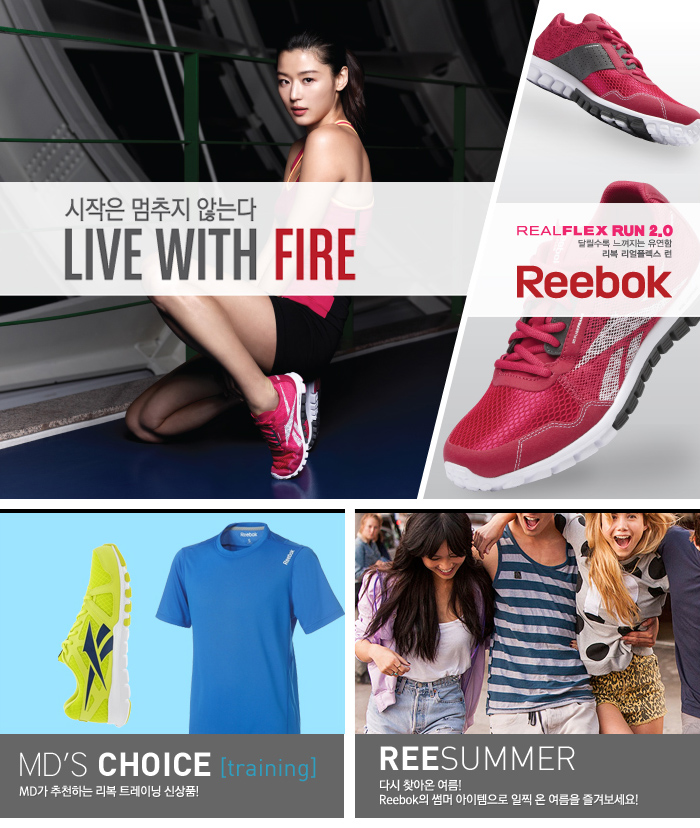 시작은 멈추지 않는다
LIVE WITH FIRE
REALFLEX RUN 2.0
달릴수록 느껴지는 유연함
리복 리얼플렉스 런
Reebok
Reebok
Reebok
MD'S CHOICE [training]
MD가 추천하는 리복 트레이닝 신상품!
REESUMMER
다시 찾아온 여름!
Reebok의 썸머 아이템으로 일찍 온 여름을 즐겨보세요!